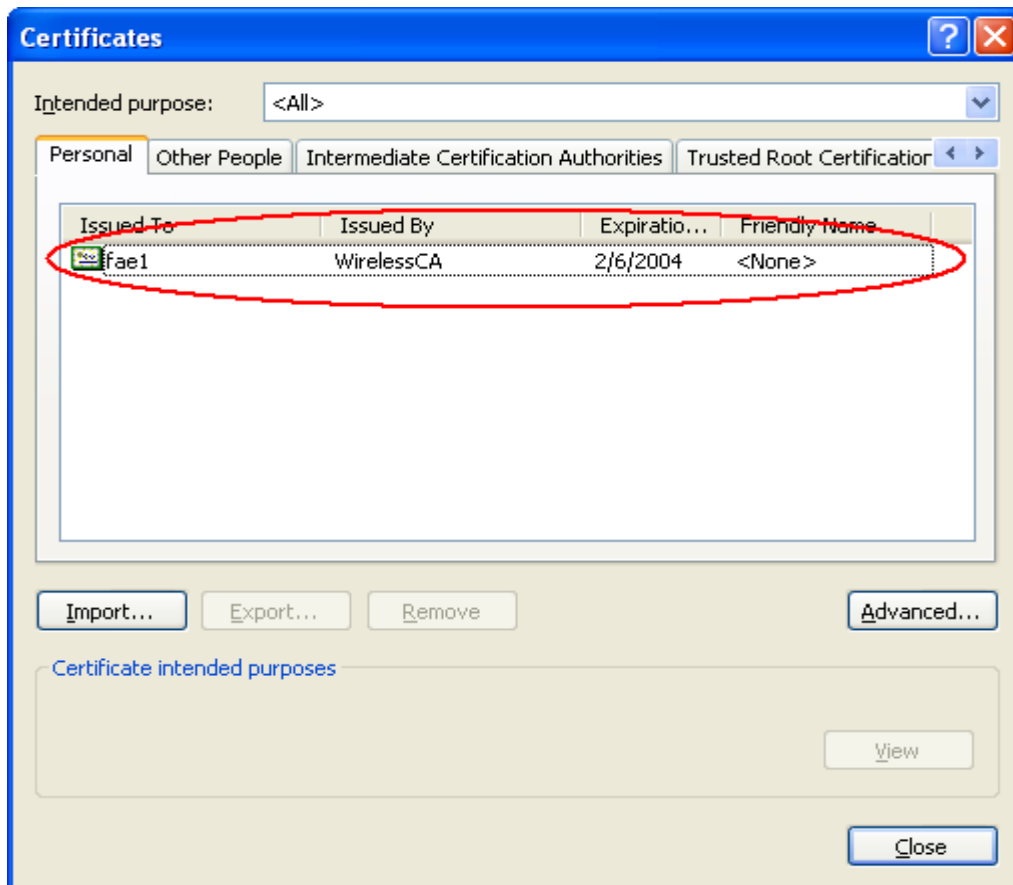 Certificates
Intended purpose: <All>
Personal Other People Intermediate Certification Authorities Trusted Root Certification
Issued To Issued By Expiratio... Friendly Name
fae1 WirelessCA 2/6/2004 <None>
Import... Export... Remove Advanced...
Certificate intended purposes
View
Close